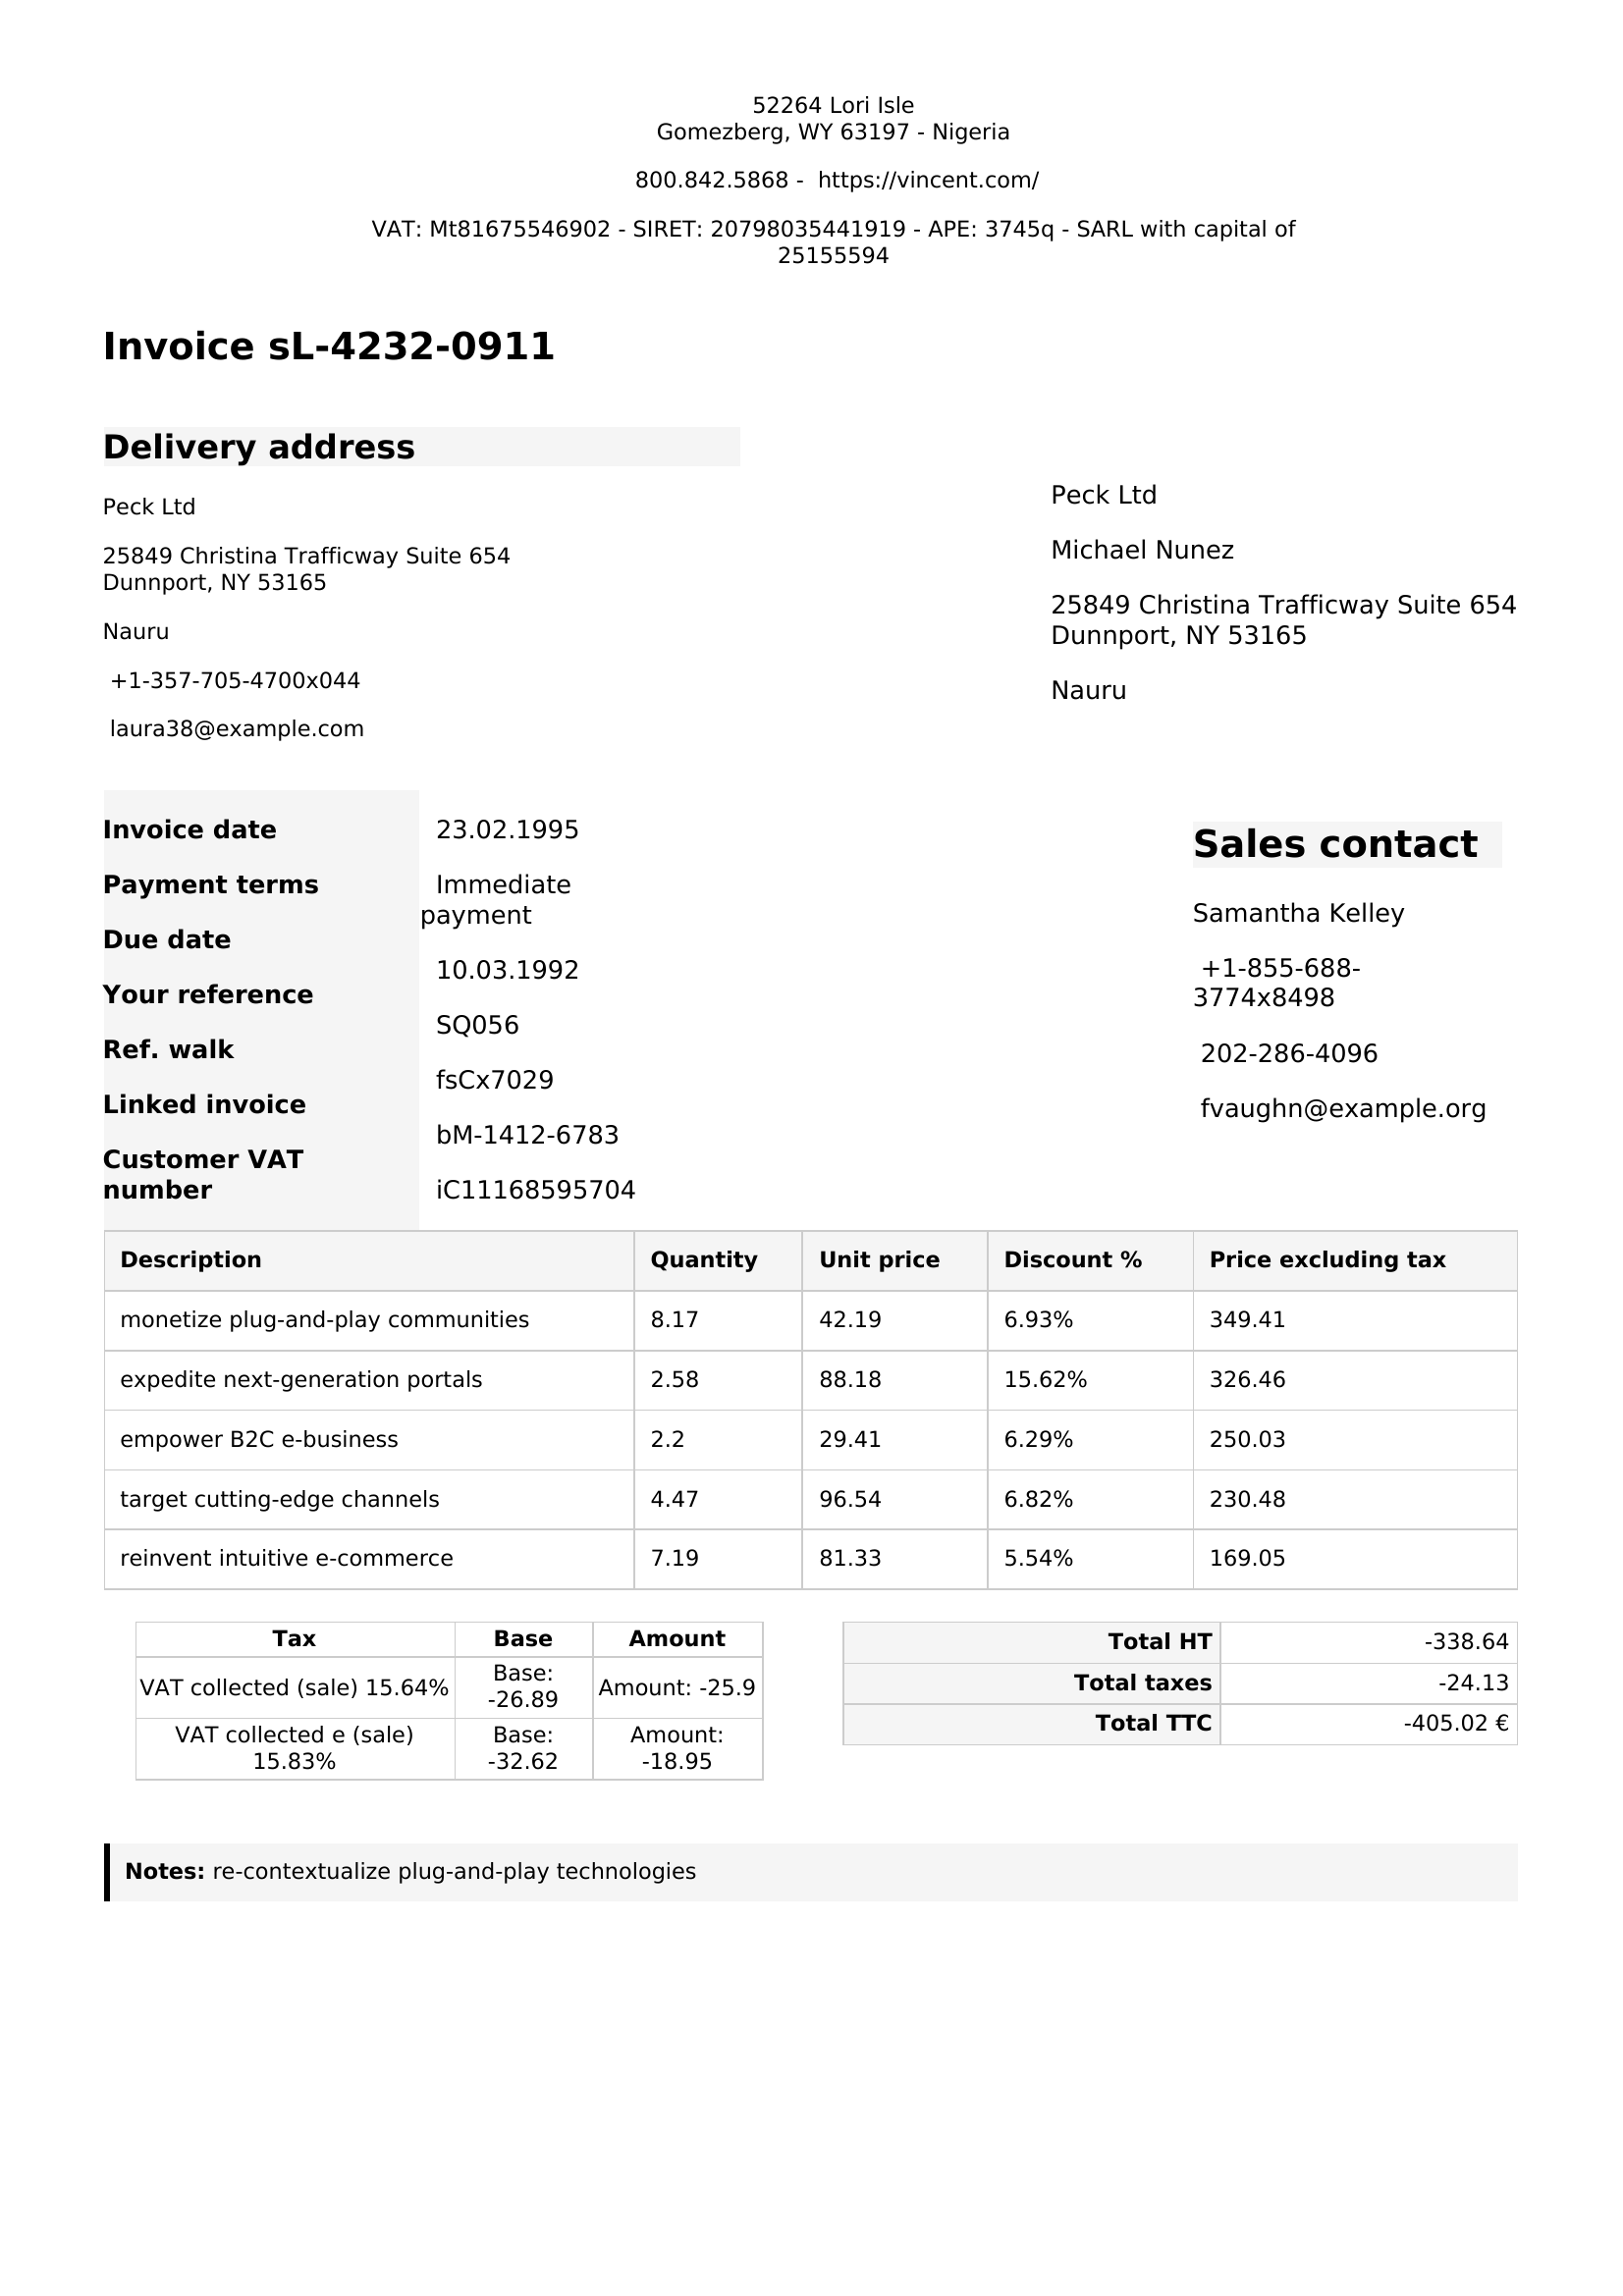 52264 Lori Isle
Gomezberg, WY 63197 - Nigeria
800.842.5868 -  https://vincent.com/
VAT: Mt81675546902 - SIRET: 20798035441919 - APE: 3745q - SARL with capital of
25155594
Invoice sL-4232-0911
Delivery address
Peck Ltd
25849 Christina Trafficway Suite 654
Dunnport, NY 53165
Nauru
+1-357-705-4700x044
laura38@example.com
Peck Ltd
Michael Nunez
25849 Christina Trafficway Suite 654
Dunnport, NY 53165
Nauru
Invoice date
Payment terms
Due date
Your reference
Ref. walk
Linked invoice
Customer VAT
number
23.02.1995
Immediate
payment
10.03.1992
SQ056
fsCx7029
bM-1412-6783
iC11168595704
Sales contact
Samantha Kelley
+1-855-688-
3774x8498
202-286-4096
fvaughn@example.org
Description Quantity Unit price Discount % Price excluding tax
monetize plug-and-play communities 8.17 42.19 6.93% 349.41
expedite next-generation portals 2.58 88.18 15.62% 326.46
empower B2C e-business 2.2 29.41 6.29% 250.03
target cutting-edge channels 4.47 96.54 6.82% 230.48
reinvent intuitive e-commerce 7.19 81.33 5.54% 169.05
Tax Base Amount
VAT collected (sale) 15.64% Base: -26.89 Amount: -25.9
VAT collected e (sale) 15.83% Base: -32.62 Amount: -18.95
Total HT -338.64
Total taxes -24.13
Total TTC -405.02 €
Notes: re-contextualize plug-and-play technologies